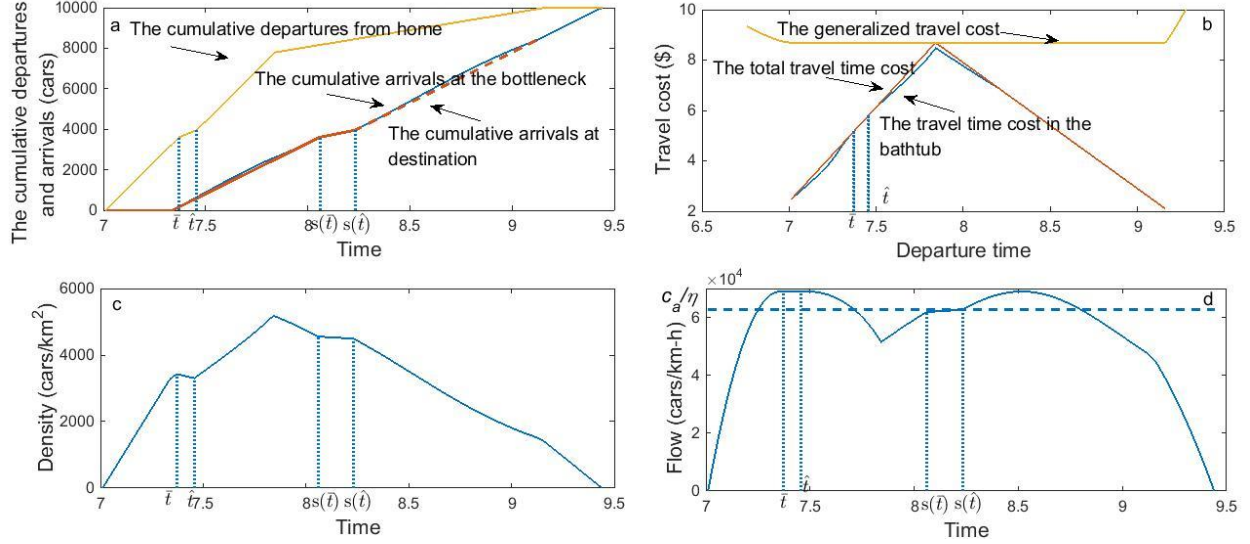 a
The cumulative departures from home
The cumulative arrivals at the bottleneck
The cumulative arrivals at
destination
The cumulative departures
and arrivals (cars)
10000
8000
6000
4000
2000
0
7 t̄ t̂ 7.5 8 s(t̄) s(t̂) 8.5 9 9.5
Time
b
The generalized travel cost
The total travel time cost
The travel time cost in the
bathtub
Travel cost ($)
10
8
6
4
2
t̂
t̄
6.5 7 7.5 8 8.5 9 9.5
Departure time
c
Density (cars/km²)
6000
4000
2000
0
7 t̄ t̂ 7.5 8 s(t̄) s(t̂) 8.5 9 9.5
Time
d
×10⁴
cₐ/η
Flow (cars/km-h)
6
4
2
0
t̂
7 t̄ 7.5 8 s(t̄) s(t̂) 8.5 9 9.5
Time